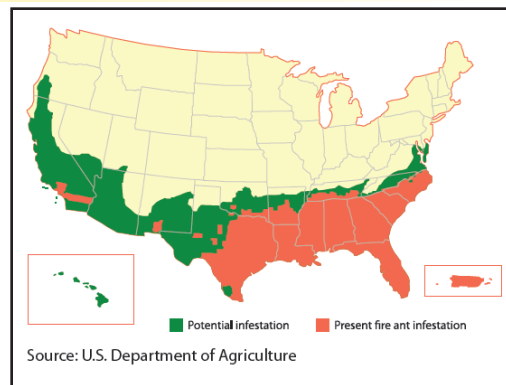 Potential infestation Present fire ant infestation
Source: U.S. Department of Agriculture